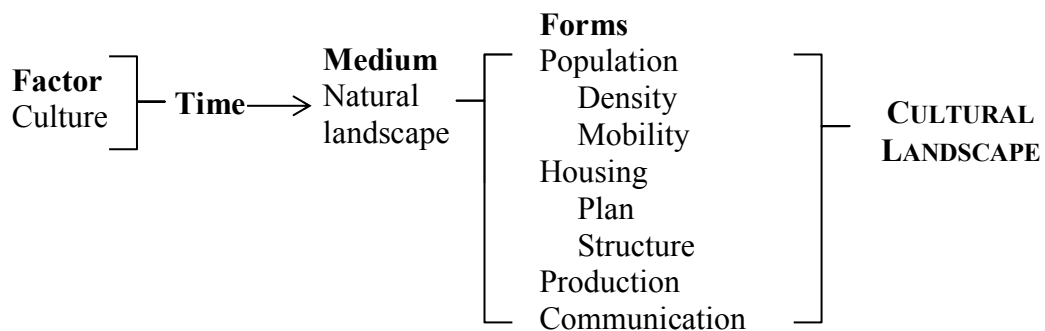 Factor
Culture
Time
Medium
Natural
landscape
Forms
Population
Density
Mobility
Housing
Plan
Structure
Production
Communication
CULTURAL
LANDSCAPE